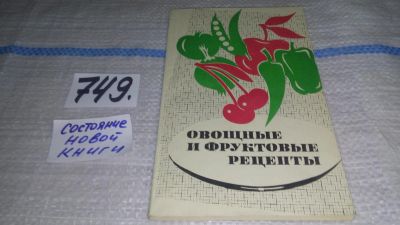 749.
СОСТОЯНИЕ
НОВОЙ
КНИГИ
ОВОЩНЫЕ
И ФРУКТОВЫЕ
РЕЦЕПТЫ